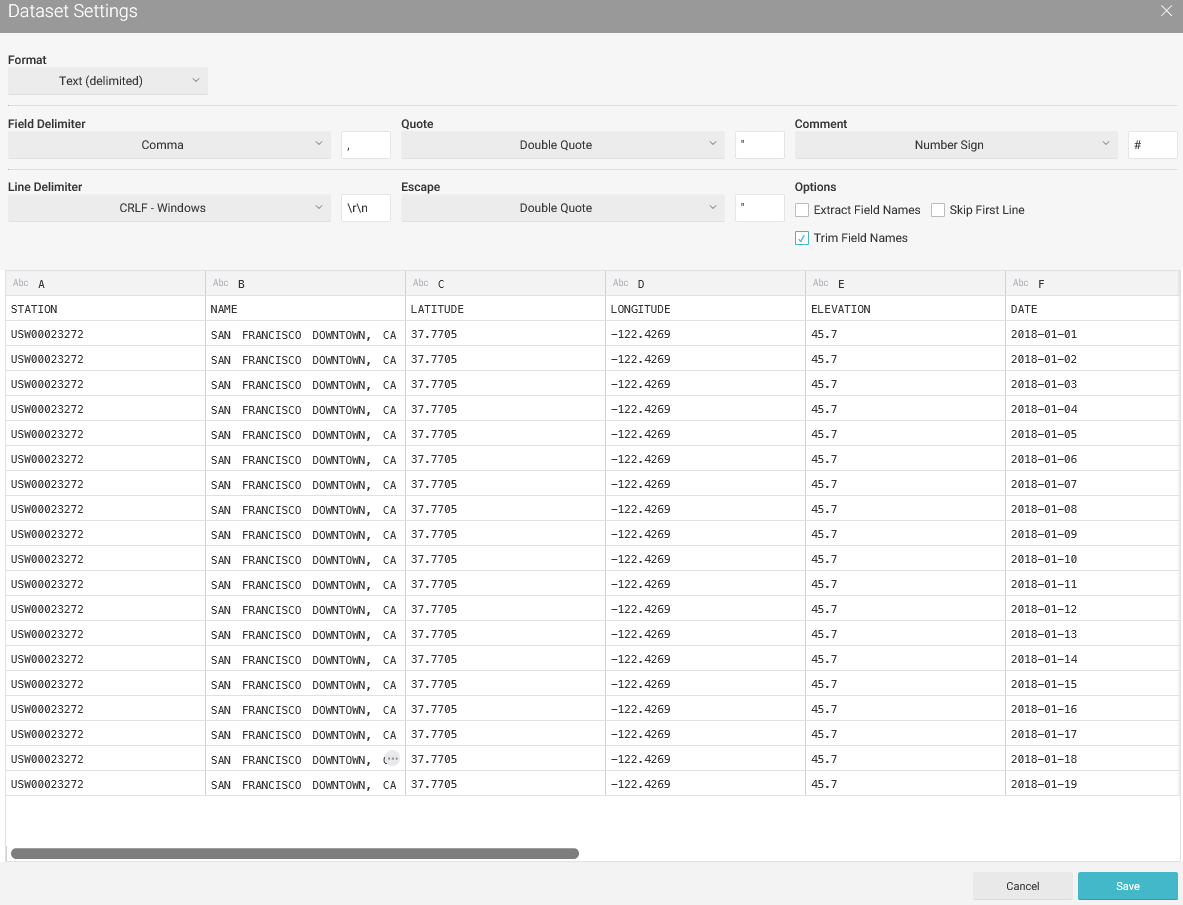 Dataset Settings
Format
Text (delimited)
Field Delimiter Quote Comment
Comma , Double Quote " Number Sign #
Line Delimiter Escape Options
CRLF - Windows \r\n Double Quote " Extract Field Names Skip First Line
Trim Field Names
Abc A Abc B Abc C Abc D Abc E Abc F
STATION NAME LATITUDE LONGITUDE ELEVATION DATE
USW00023272 SAN FRANCISCO DOWNTOWN, CA 37.7705 -122.4269 45.7 2018-01-01
USW00023272 SAN FRANCISCO DOWNTOWN, CA 37.7705 -122.4269 45.7 2018-01-02
USW00023272 SAN FRANCISCO DOWNTOWN, CA 37.7705 -122.4269 45.7 2018-01-03
USW00023272 SAN FRANCISCO DOWNTOWN, CA 37.7705 -122.4269 45.7 2018-01-04
USW00023272 SAN FRANCISCO DOWNTOWN, CA 37.7705 -122.4269 45.7 2018-01-05
USW00023272 SAN FRANCISCO DOWNTOWN, CA 37.7705 -122.4269 45.7 2018-01-06
USW00023272 SAN FRANCISCO DOWNTOWN, CA 37.7705 -122.4269 45.7 2018-01-07
USW00023272 SAN FRANCISCO DOWNTOWN, CA 37.7705 -122.4269 45.7 2018-01-08
USW00023272 SAN FRANCISCO DOWNTOWN, CA 37.7705 -122.4269 45.7 2018-01-09
USW00023272 SAN FRANCISCO DOWNTOWN, CA 37.7705 -122.4269 45.7 2018-01-10
USW00023272 SAN FRANCISCO DOWNTOWN, CA 37.7705 -122.4269 45.7 2018-01-11
USW00023272 SAN FRANCISCO DOWNTOWN, CA 37.7705 -122.4269 45.7 2018-01-12
USW00023272 SAN FRANCISCO DOWNTOWN, CA 37.7705 -122.4269 45.7 2018-01-13
USW00023272 SAN FRANCISCO DOWNTOWN, CA 37.7705 -122.4269 45.7 2018-01-14
USW00023272 SAN FRANCISCO DOWNTOWN, CA 37.7705 -122.4269 45.7 2018-01-15
USW00023272 SAN FRANCISCO DOWNTOWN, CA 37.7705 -122.4269 45.7 2018-01-16
USW00023272 SAN FRANCISCO DOWNTOWN, CA 37.7705 -122.4269 45.7 2018-01-17
USW00023272 SAN FRANCISCO DOWNTOWN, 37.7705 -122.4269 45.7 2018-01-18
USW00023272 SAN FRANCISCO DOWNTOWN, CA 37.7705 -122.4269 45.7 2018-01-19
Cancel Save